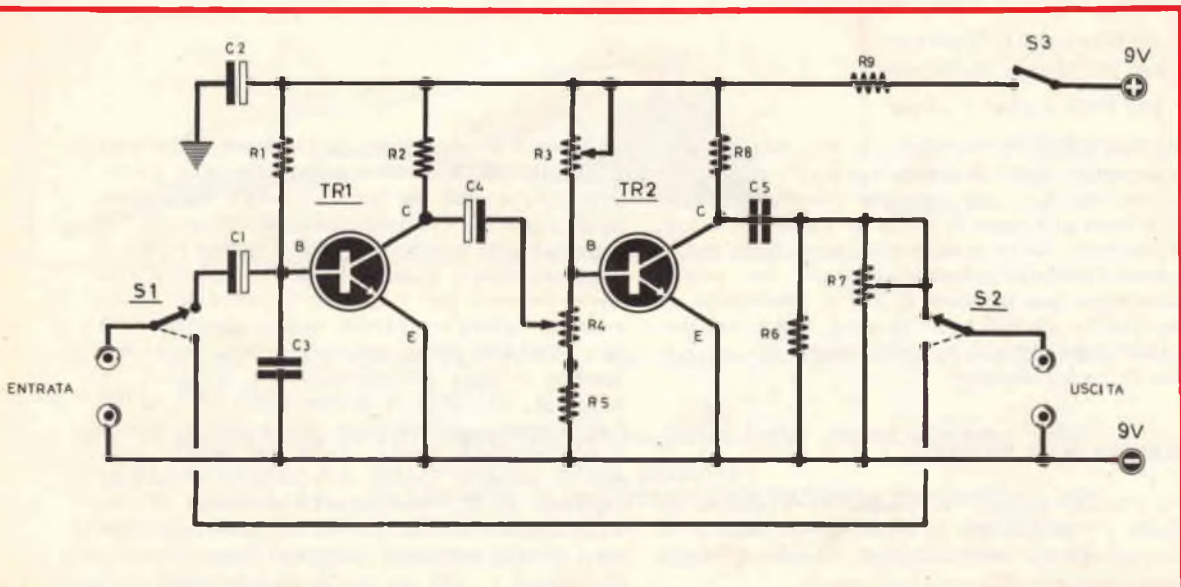 C2
S3
9V
R9
+
R1
R2
R3
R8
TR1
C4
TR2
C5
C
C
B
B
C1
S1
R4
R7
S2
R6
E
E
C3
R5
ENTRATA
USCITA
9V
−